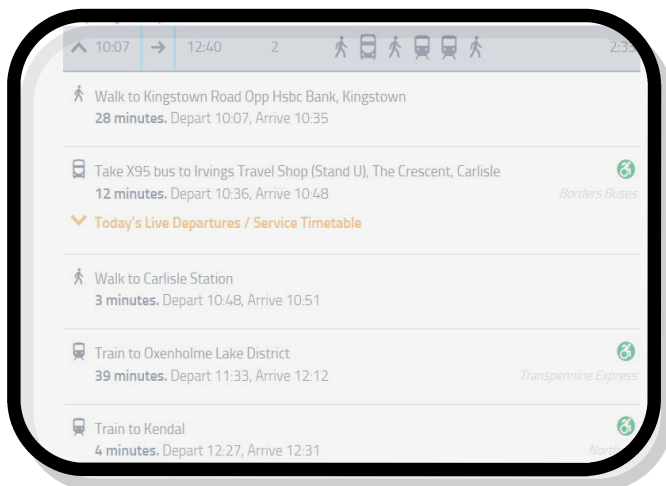 10:07 → 12:40 2
Walk to Kingstown Road Opp Hsbc Bank, Kingstown
28 minutes. Depart 10:07, Arrive 10:35
Take X95 bus to Irvings Travel Shop (Stand U), The Crescent, Carlisle
12 minutes. Depart 10:36, Arrive 10:48
Borders Buses
Today's Live Departures / Service Timetable
Walk to Carlisle Station
3 minutes. Depart 10:48, Arrive 10:51
Train to Oxenholme Lake District
39 minutes. Depart 11:33, Arrive 12:12
Transpennine Express
Train to Kendal
4 minutes. Depart 12:27, Arrive 12:31